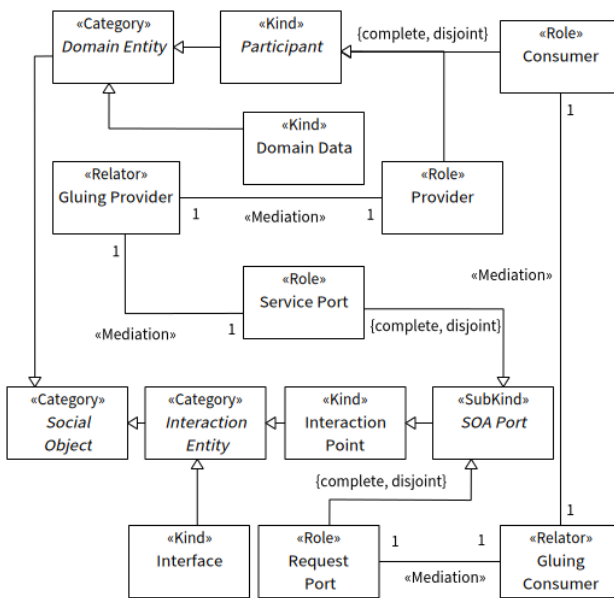 «Category»
Domain Entity
«Kind»
Participant
{complete, disjoint}
«Role»
Consumer
1
«Kind»
Domain Data
«Relator»
Gluing Provider
1
«Mediation»
1
«Role»
Provider
1
«Mediation»
1
«Role»
Service Port
{complete, disjoint}
«Mediation»
«Category»
Social
Object
«Category»
Interaction
Entity
«Kind»
Interaction
Point
«SubKind»
SOA Port
{complete, disjoint}
«Kind»
Interface
«Role»
Request
Port
1
«Mediation»
1
1
«Relator»
Gluing
Consumer